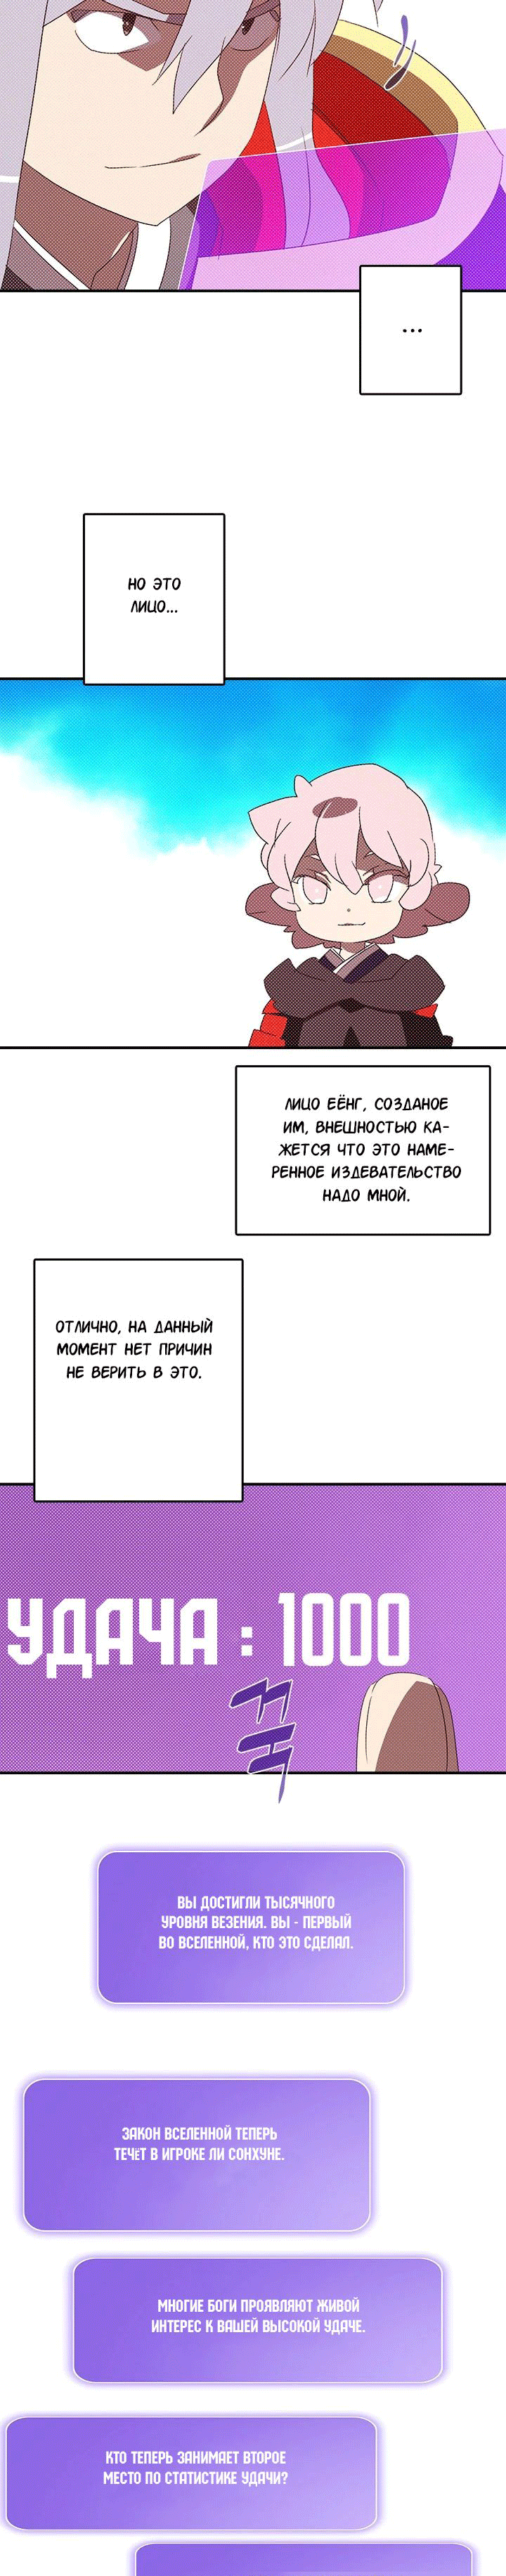 ...
НО ЭТО
ЛИЦО...
ЛИЦО ЕЁНГ, СОЗДАНОЕ
ИМ, ВНЕШНОСТЬЮ КА-
ЖЕТСЯ ЧТО ЭТО НАМЕ-
РЕННОЕ ИЗДЕВАТЕЛЬСТВО
НАДО МНОЙ.
ОТЛИЧНО, НА ДАННЫЙ
МОМЕНТ НЕТ ПРИЧИН
НЕ ВЕРИТЬ В ЭТО.
УДАЧА : 1000
ВЫ ДОСТИГЛИ ТЫСЯЧНОГО
УРОВНЯ ВЕЗЕНИЯ. ВЫ - ПЕРВЫЙ
ВО ВСЕЛЕННОЙ, КТО ЭТО СДЕЛАЛ.
ЗАКОН ВСЕЛЕННОЙ ТЕПЕРЬ
ТЕЧЁТ В ИГРОКЕ ЛИ СОНХУНЕ.
МНОГИЕ БОГИ ПРОЯВЛЯЮТ ЖИВОЙ
ИНТЕРЕС К ВАШЕЙ ВЫСОКОЙ УДАЧЕ.
КТО ТЕПЕРЬ ЗАНИМАЕТ ВТОРОЕ
МЕСТО ПО СТАТИСТИКЕ УДАЧИ?